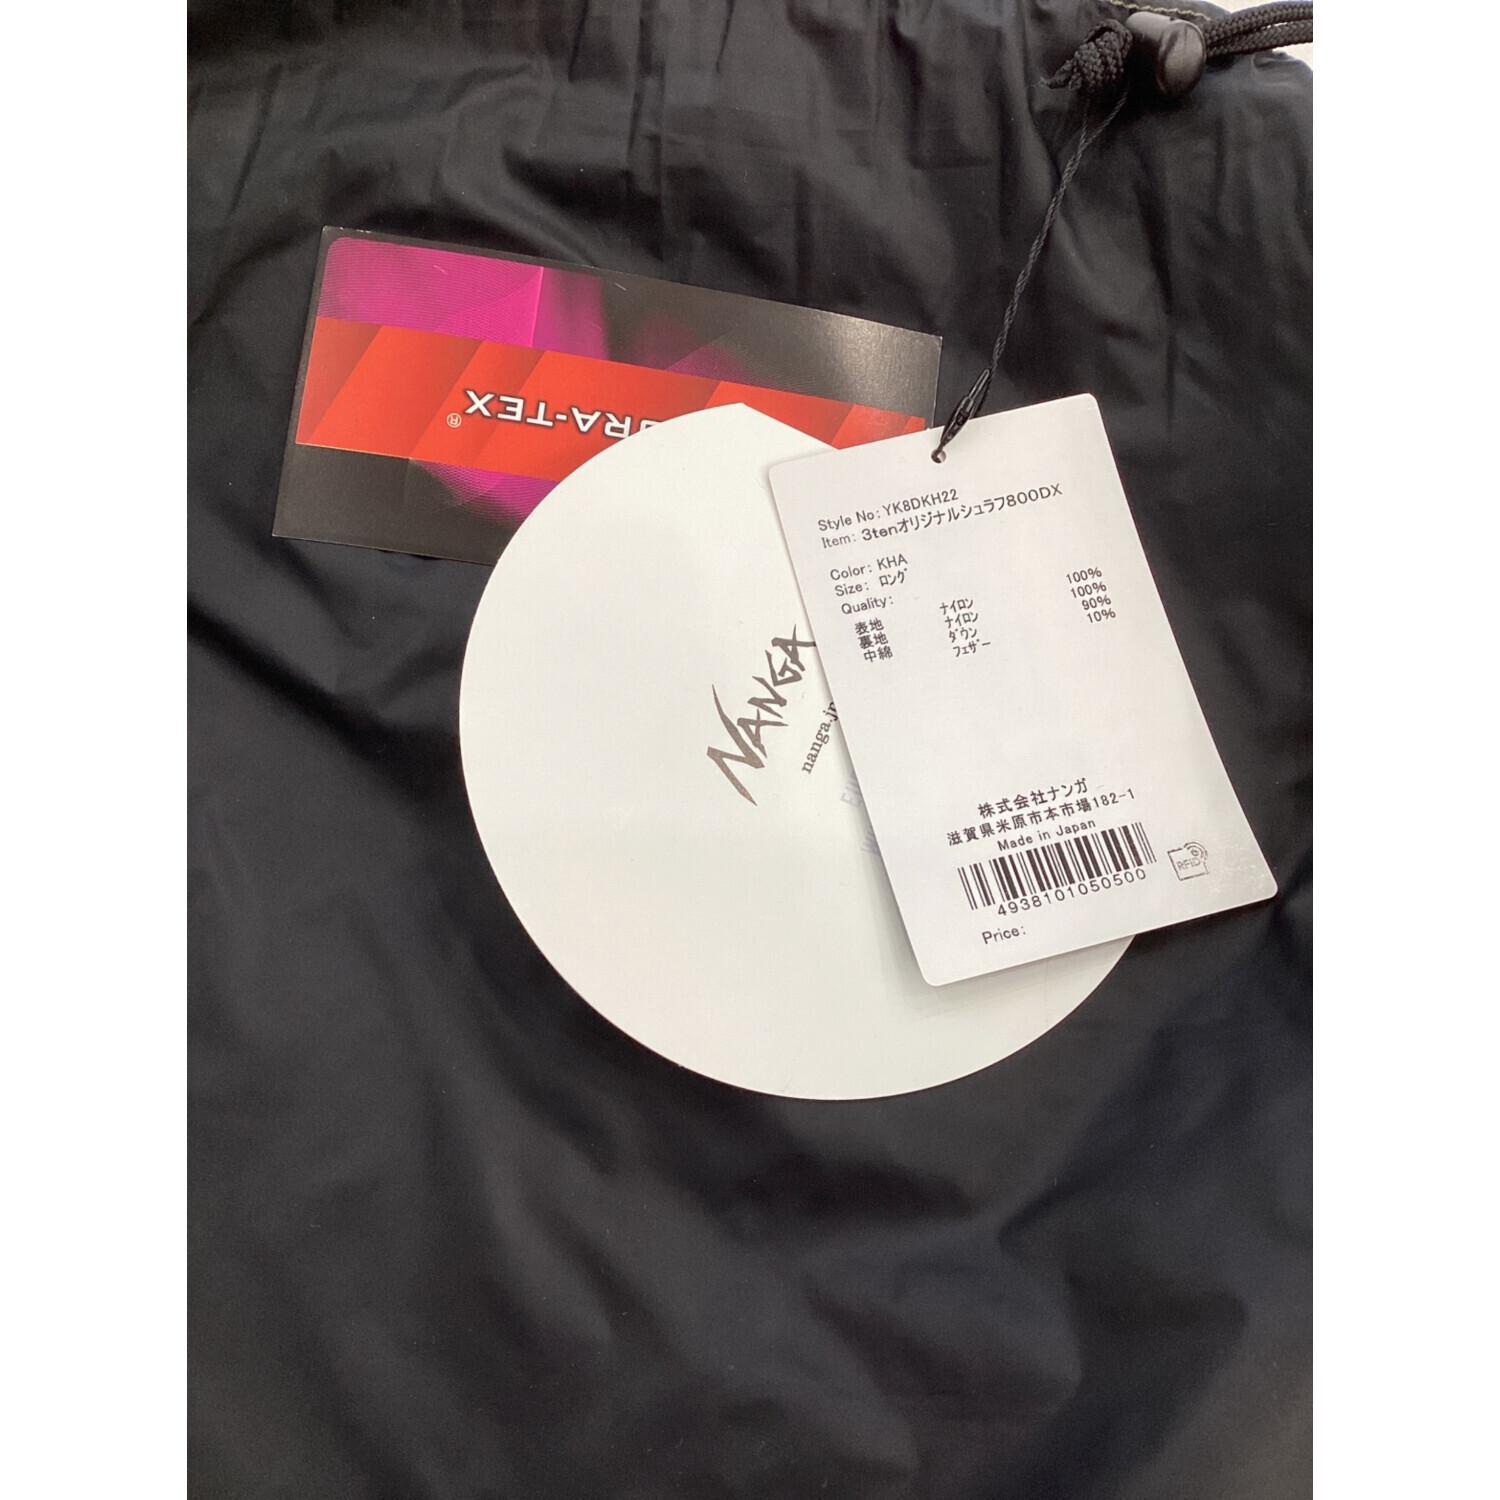 RA-TEX®
NANGA
nanga.jp
Style No: YK8DKH22
Item: 3tenオリジナルシュラフ800DX
Color: KHA
Size: ロング
Quality:
表地 ナイロン 100%
裏地 ナイロン 100%
中綿 ダウン 90%
フェザー 10%
株式会社ナンガ
滋賀県米原市本市場182-1
Made in Japan
4938101050500
RFID
Price: